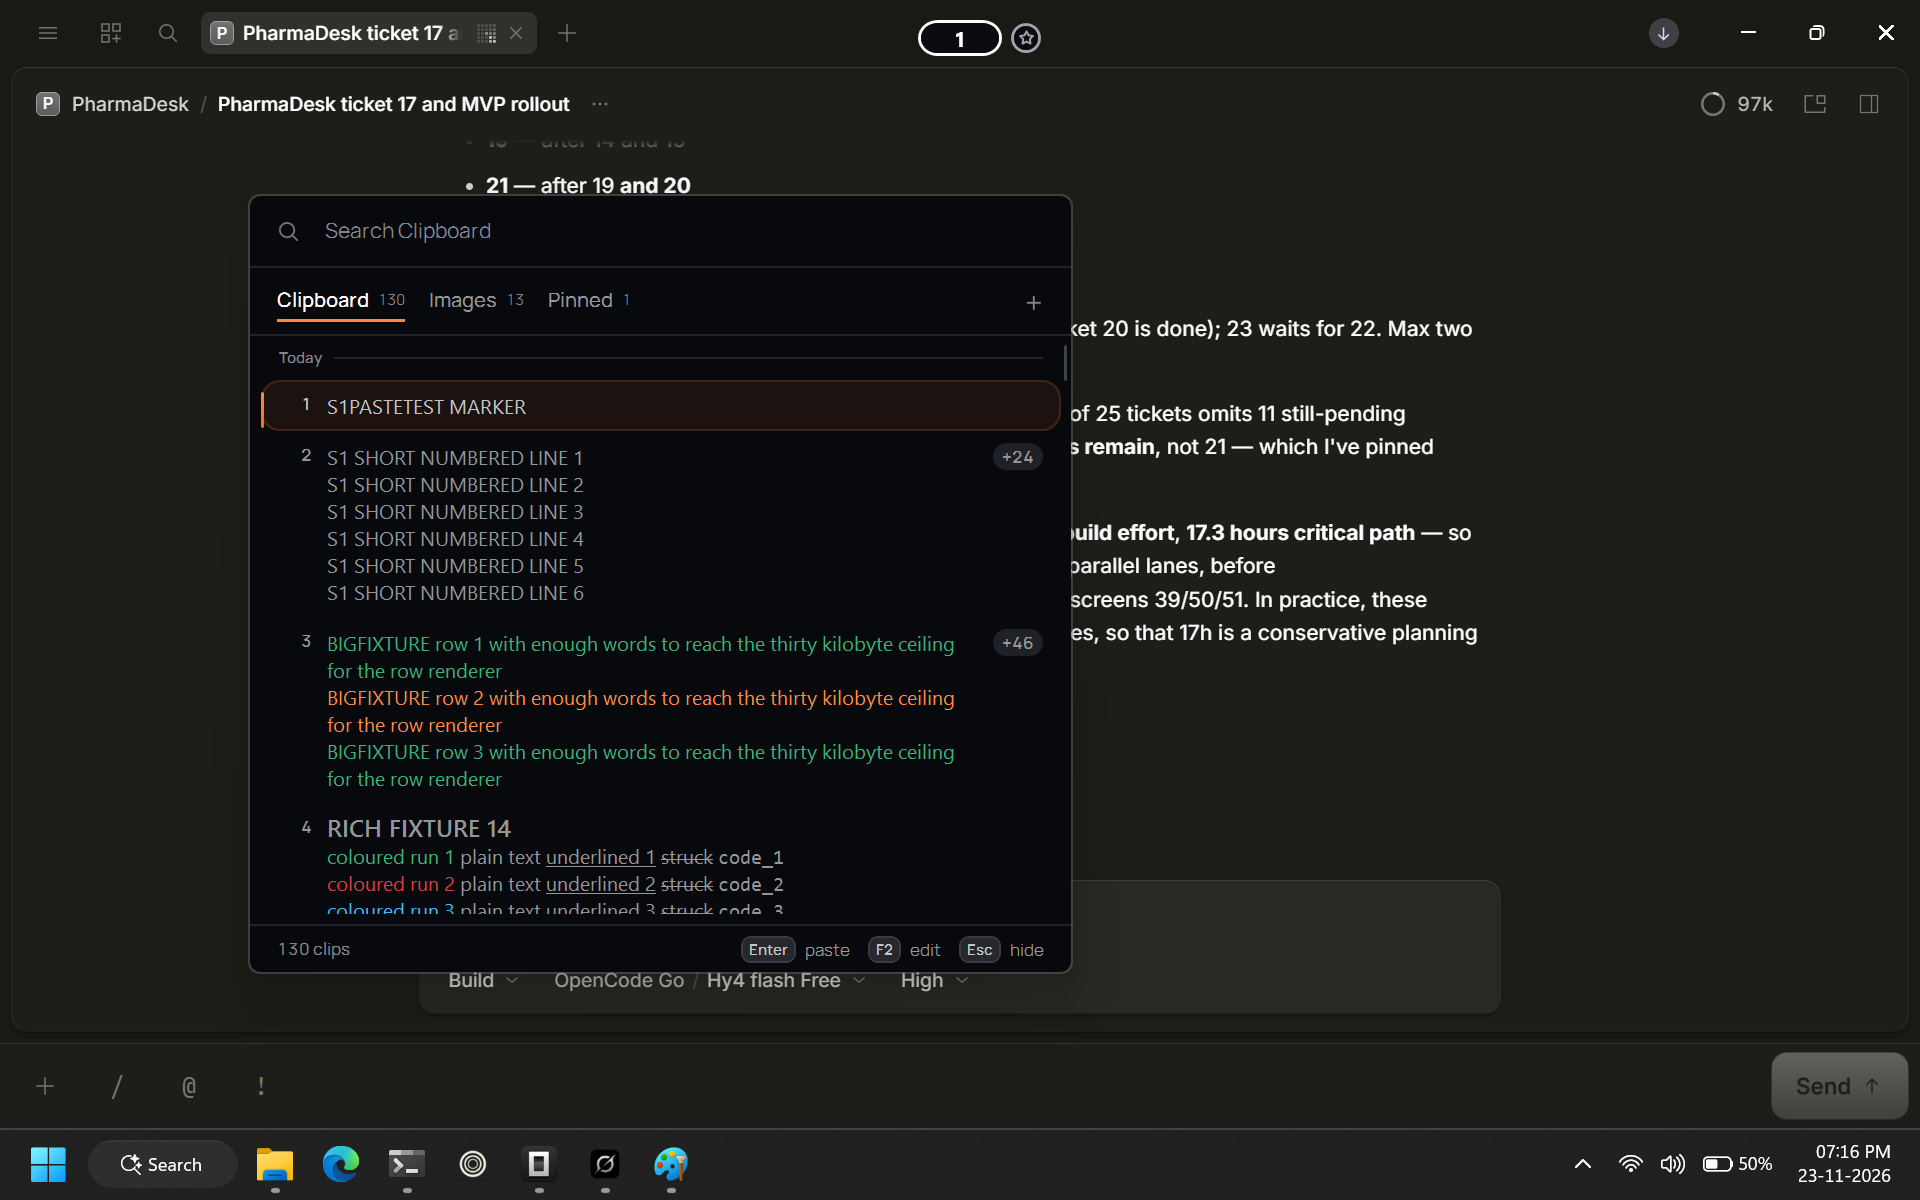 P PharmaDesk ticket 17 a
1
P PharmaDesk / PharmaDesk ticket 17 and MVP rollout ...
97k
• 21 — after 19 and 20
Search Clipboard
Clipboard 130 Images 13 Pinned 1 +
Today
1 S1PASTETEST MARKER
2 S1 SHORT NUMBERED LINE 1 +24
S1 SHORT NUMBERED LINE 2
S1 SHORT NUMBERED LINE 3
S1 SHORT NUMBERED LINE 4
S1 SHORT NUMBERED LINE 5
S1 SHORT NUMBERED LINE 6
3 BIGFIXTURE row 1 with enough words to reach the thirty kilobyte ceiling +46
for the row renderer
BIGFIXTURE row 2 with enough words to reach the thirty kilobyte ceiling
for the row renderer
BIGFIXTURE row 3 with enough words to reach the thirty kilobyte ceiling
for the row renderer
4 RICH FIXTURE 14
coloured run 1 plain text underlined 1 struck code_1
coloured run 2 plain text underlined 2 struck code_2
coloured run 3 plain text underlined 3 struck code_3
130 clips Enter paste F2 edit Esc hide
20 is done); 23 waits for 22. Max two
of 25 tickets omits 11 still-pending
remain, not 21 — which I've pinned
effort, 17.3 hours critical path — so
parallel lanes, before
screens 39/50/51. In practice, these
so that 17h is a conservative planning
Build OpenCode Go / Hy4 flash Free High
+ / @ !
Send ↑
Search
50%
07:16 PM
23-11-2026